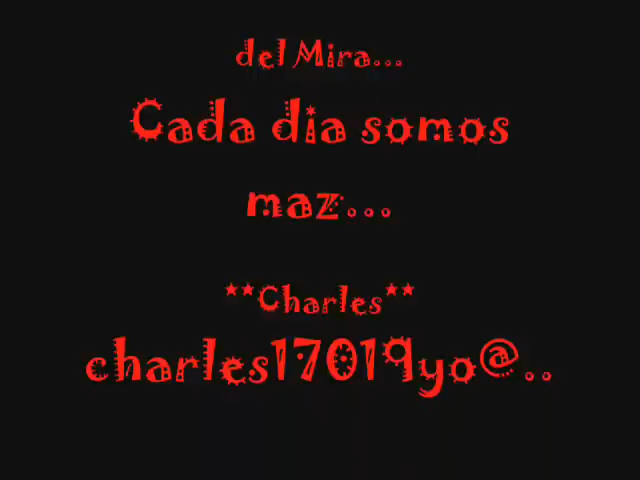 del Mira...
Cada dia somos
maz...
**Charles**
charles17019yo@..